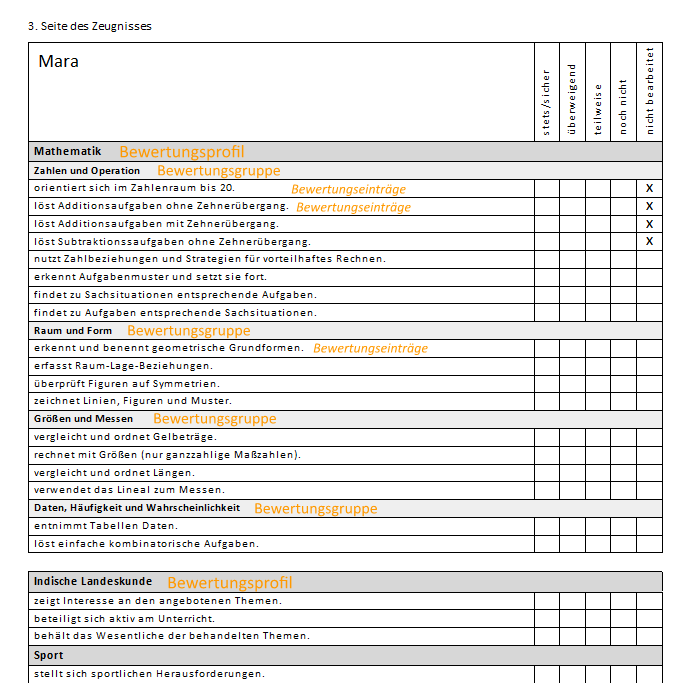 3. Seite des Zeugnisses
Mara
stets/sicher
überweigend
teilweise
noch nicht
nicht bearbeitet
Mathematik Bewertungsprofil
Zahlen und Operation Bewertungsgruppe
orientiert sich im Zahlenraum bis 20. Bewertungseinträge X
löst Additionsaufgaben ohne Zehnerübergang. Bewertungseinträge X
löst Additionsaufgaben mit Zehnerübergang. X
löst Subtraktionssaufgaben ohne Zehnerübergang. X
nutzt Zahlbeziehungen und Strategien für vorteilhaftes Rechnen.
erkennt Aufgabenmuster und setzt sie fort.
findet zu Sachsituationen entsprechende Aufgaben.
findet zu Aufgaben entsprechende Sachsituationen.
Raum und Form Bewertungsgruppe
erkennt und benennt geometrische Grundformen. Bewertungseinträge
erfasst Raum-Lage-Beziehungen.
überprüft Figuren auf Symmetrien.
zeichnet Linien, Figuren und Muster.
Größen und Messen Bewertungsgruppe
vergleicht und ordnet Gelbeträge.
rechnet mit Größen (nur ganzzahlige Maßzahlen).
vergleicht und ordnet Längen.
verwendet das Lineal zum Messen.
Daten, Häufigkeit und Wahrscheinlichkeit Bewertungsgruppe
entnimmt Tabellen Daten.
löst einfache kombinatorische Aufgaben.
Indische Landeskunde Bewertungsprofil
zeigt Interesse an den angebotenen Themen.
beteiligt sich aktiv am Unterricht.
behält das Wesentliche der behandelten Themen.
Sport
stellt sich sportlichen Herausforderungen.